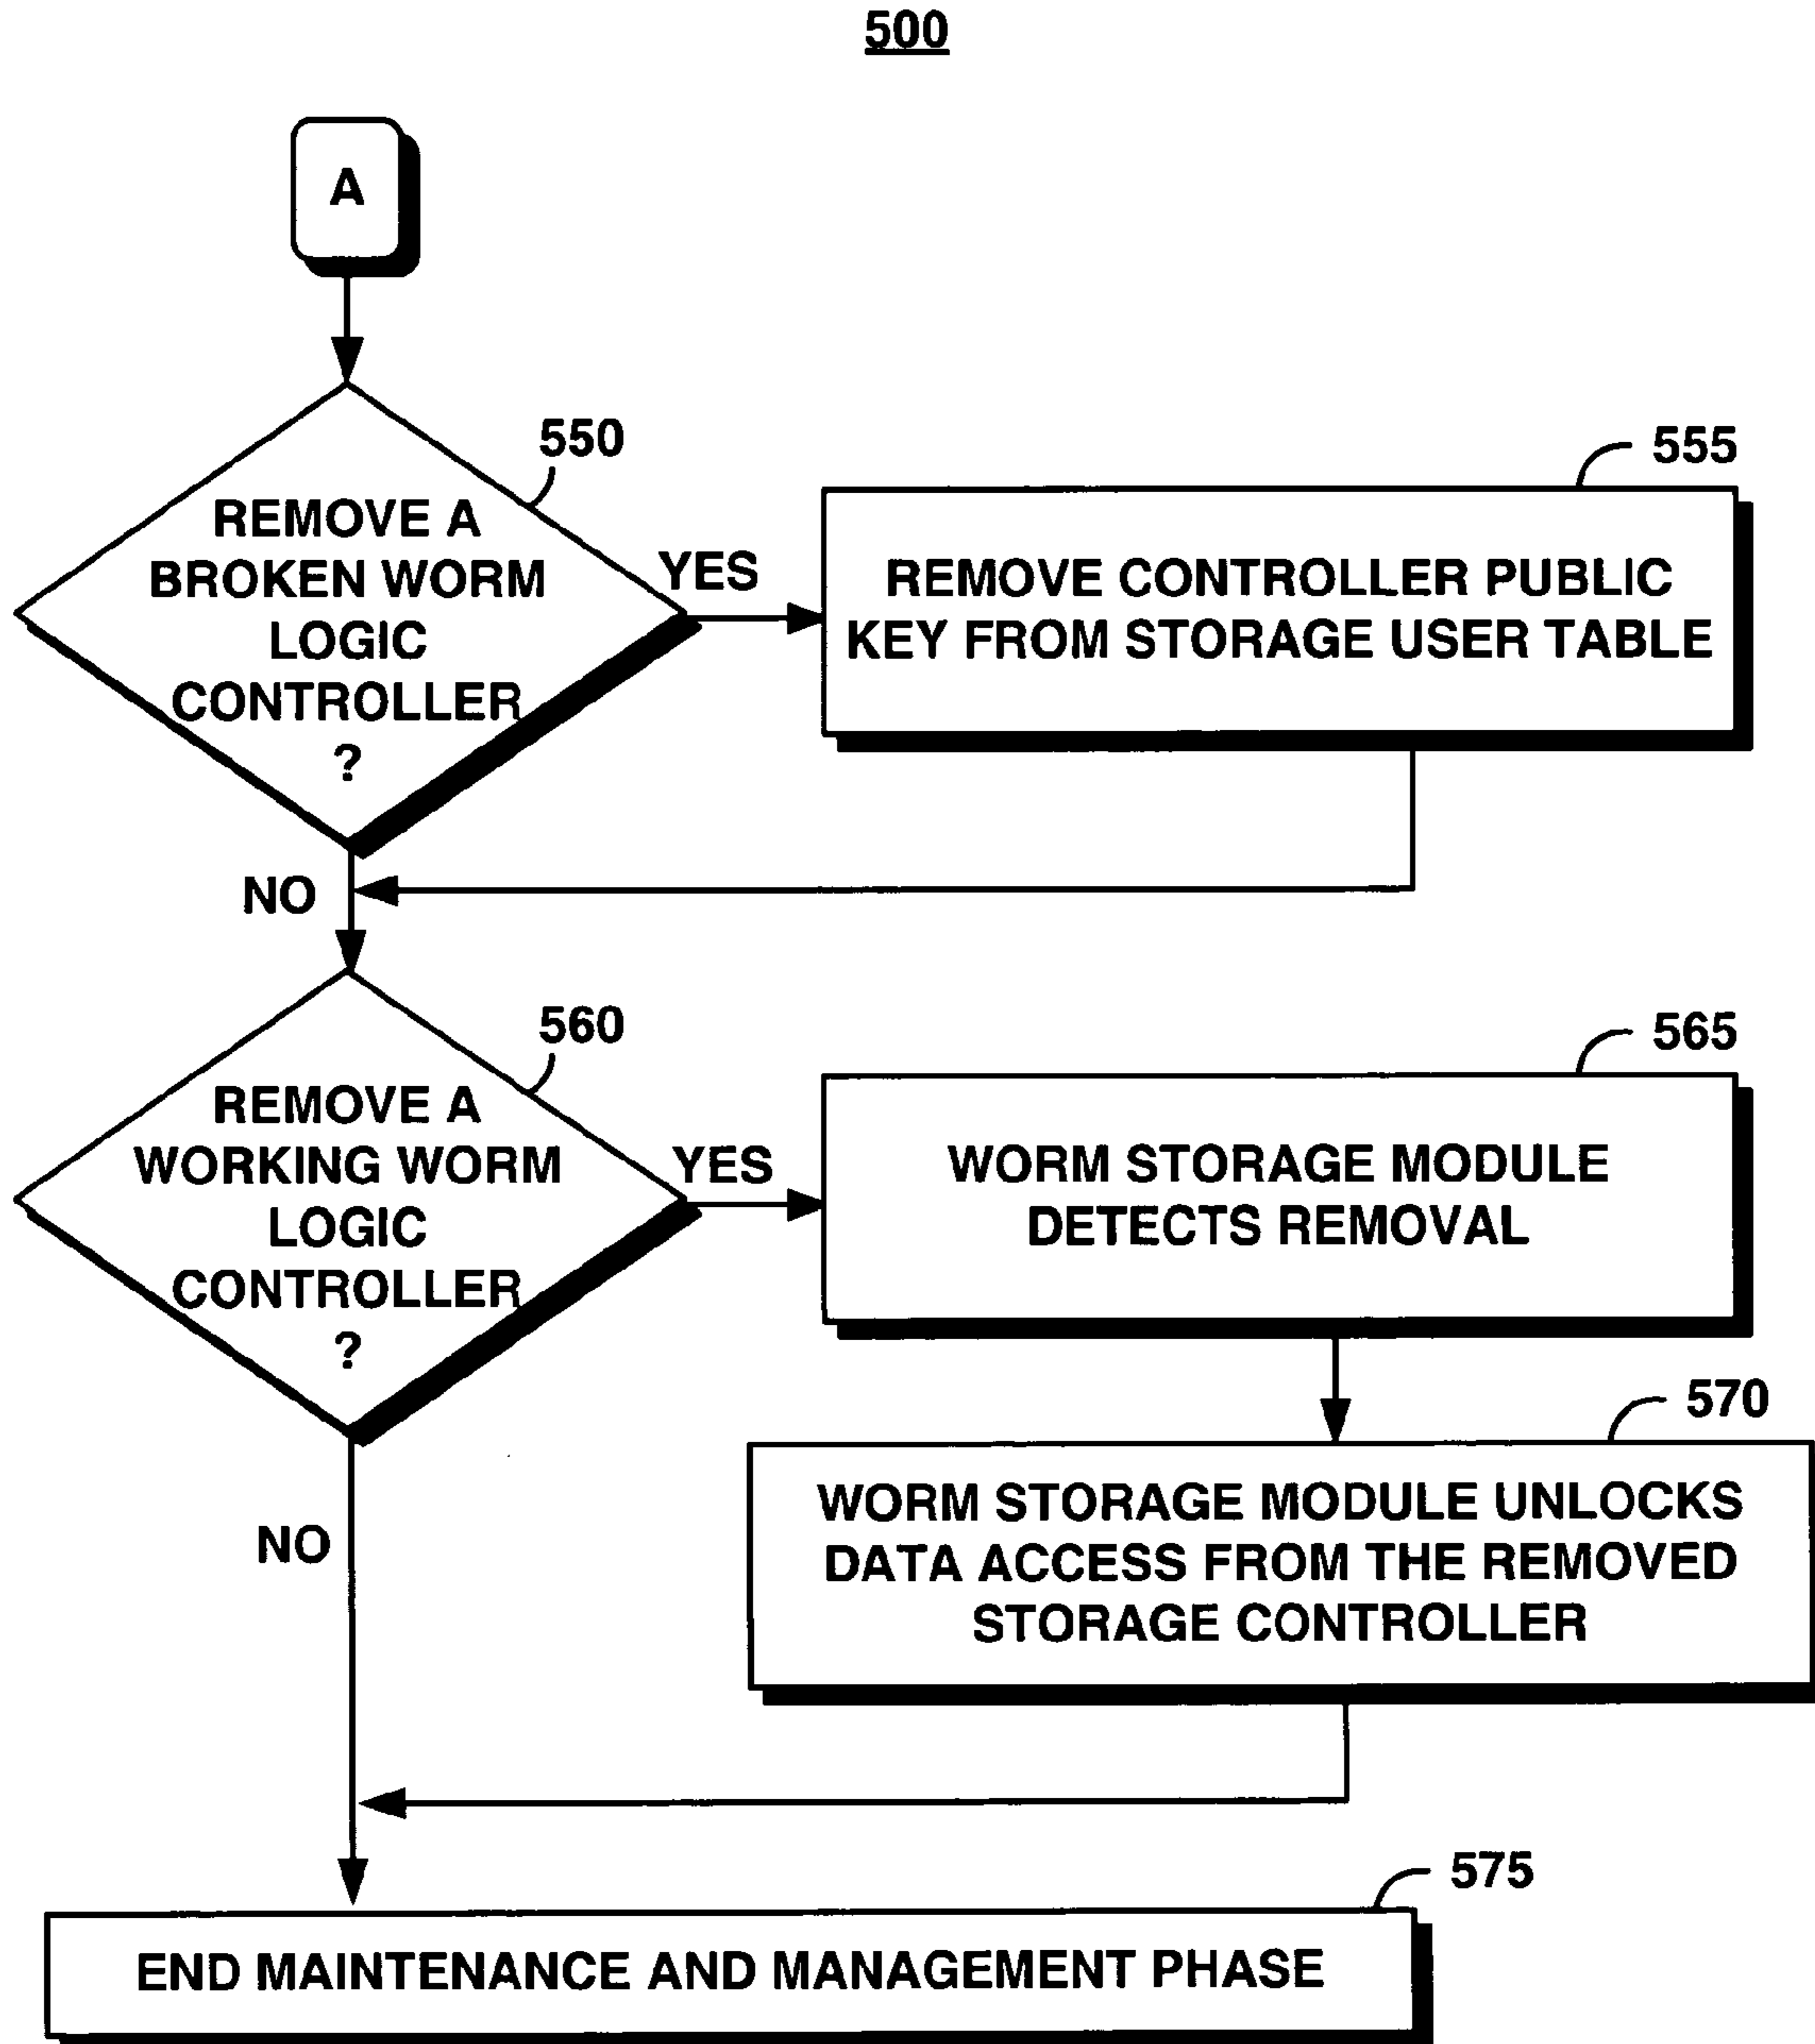 500
A
550
REMOVE A
BROKEN WORM
LOGIC
CONTROLLER
?
YES
555
REMOVE CONTROLLER PUBLIC
KEY FROM STORAGE USER TABLE
NO
560
REMOVE A
WORKING WORM
LOGIC
CONTROLLER
?
YES
565
WORM STORAGE MODULE
DETECTS REMOVAL
570
WORM STORAGE MODULE UNLOCKS
DATA ACCESS FROM THE REMOVED
STORAGE CONTROLLER
NO
575
END MAINTENANCE AND MANAGEMENT PHASE